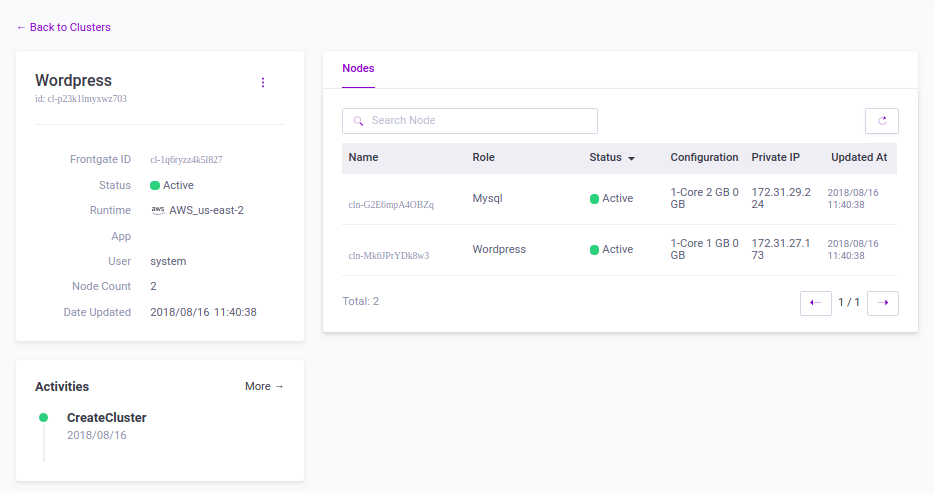 ← Back to Clusters
Wordpress
id: cl-p23k1lmyxwz703
Frontgate ID cl-1q6ryzz4k5l827
Status Active
Runtime aws AWS_us-east-2
App
User system
Node Count 2
Date Updated 2018/08/16 11:40:38
Activities More →
CreateCluster
2018/08/16
Nodes
Search Node
Name Role Status Configuration Private IP Updated At
cln-G2E6mpA4OBZq Mysql Active 1-Core 2 GB 0 GB 172.31.29.224 2018/08/16 11:40:38
cln-Mk6JPrYDk8w3 Wordpress Active 1-Core 1 GB 0 GB 172.31.27.173 2018/08/16 11:40:38
Total: 2 ← 1 / 1 →